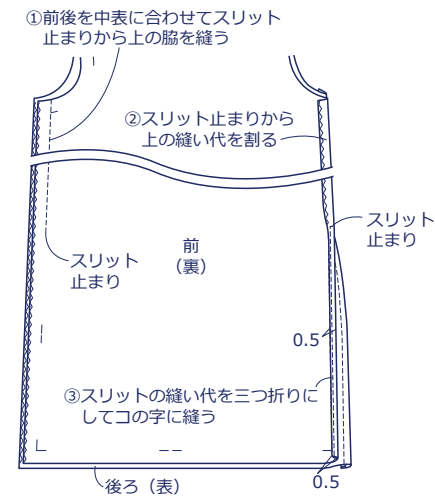 ①前後を中表に合わせてスリット
止まりから上の脇を縫う
②スリット止まりから
上の縫い代を割る
スリット
止まり
スリット
止まり
前
（裏）
0.5
③スリットの縫い代を三つ折りに
してコの字に縫う
0.5
後ろ（表）